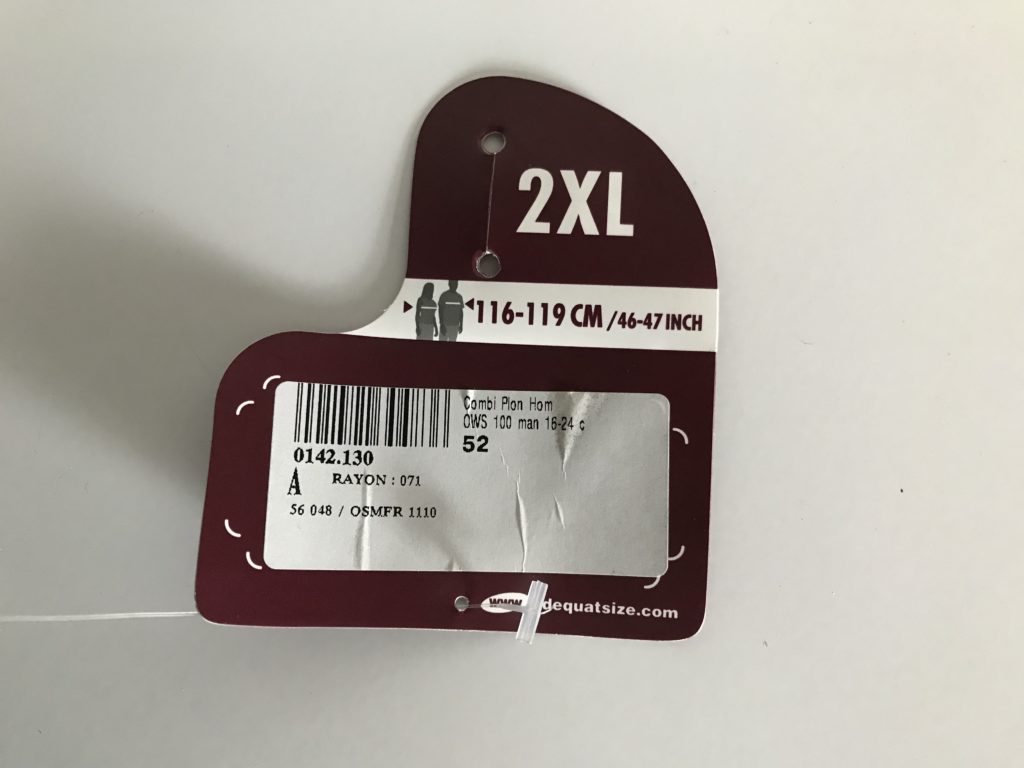 2XL
116-119 CM / 46-47 INCH
Combi Plon Hom
OWS 100 man 16-24 c
52
0142.130
A RAYON : 071
56 048 / OSMFR 1110
www. dequatsize.com